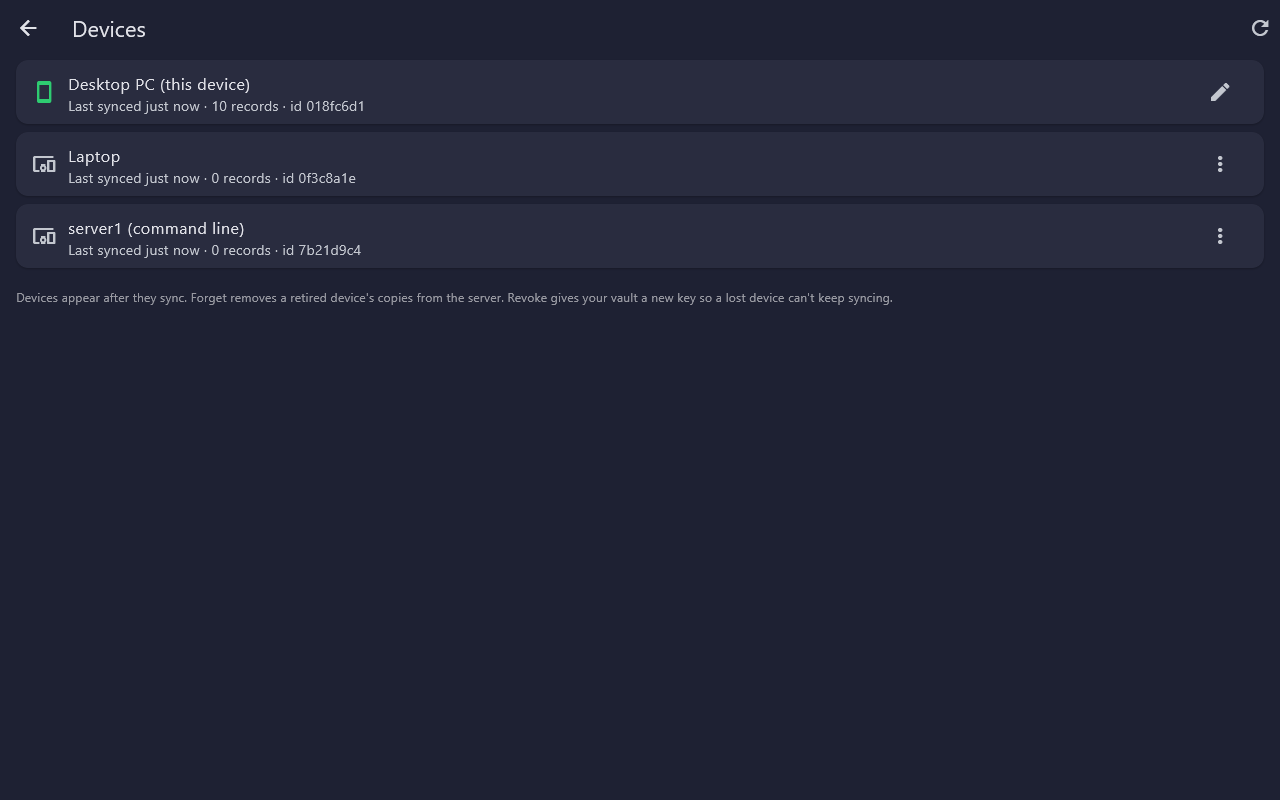 Devices
Desktop PC (this device)
Last synced just now · 10 records · id 018fc6d1
Laptop
Last synced just now · 0 records · id 0f3c8a1e
server1 (command line)
Last synced just now · 0 records · id 7b21d9c4
Devices appear after they sync. Forget removes a retired device's copies from the server. Revoke gives your vault a new key so a lost device can't keep syncing.